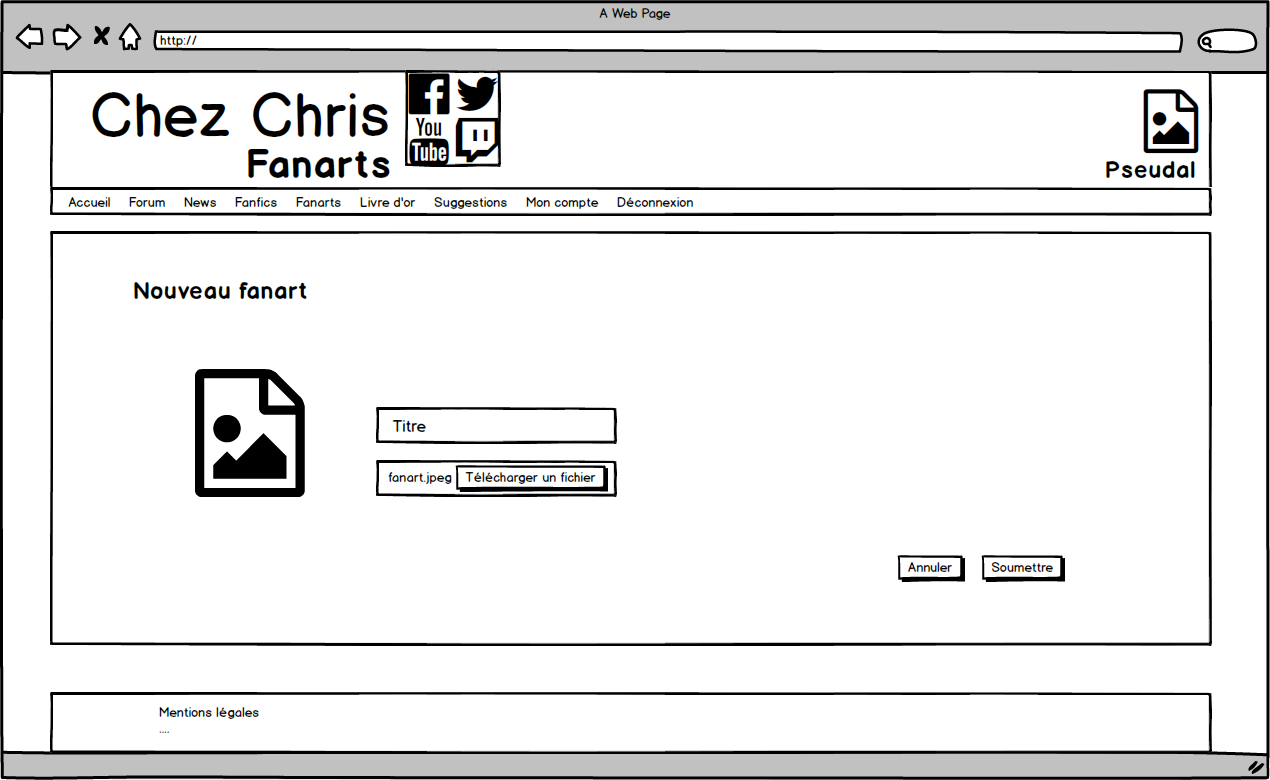 A Web Page
http://
Chez Chris
Fanarts
You
Tube
Pseudal
Accueil Forum News Fanfics Fanarts Livre d'or Suggestions Mon compte Déconnexion
Nouveau fanart
Titre
fanart.jpeg Télécharger un fichier
Annuler Soumettre
Mentions légales
....